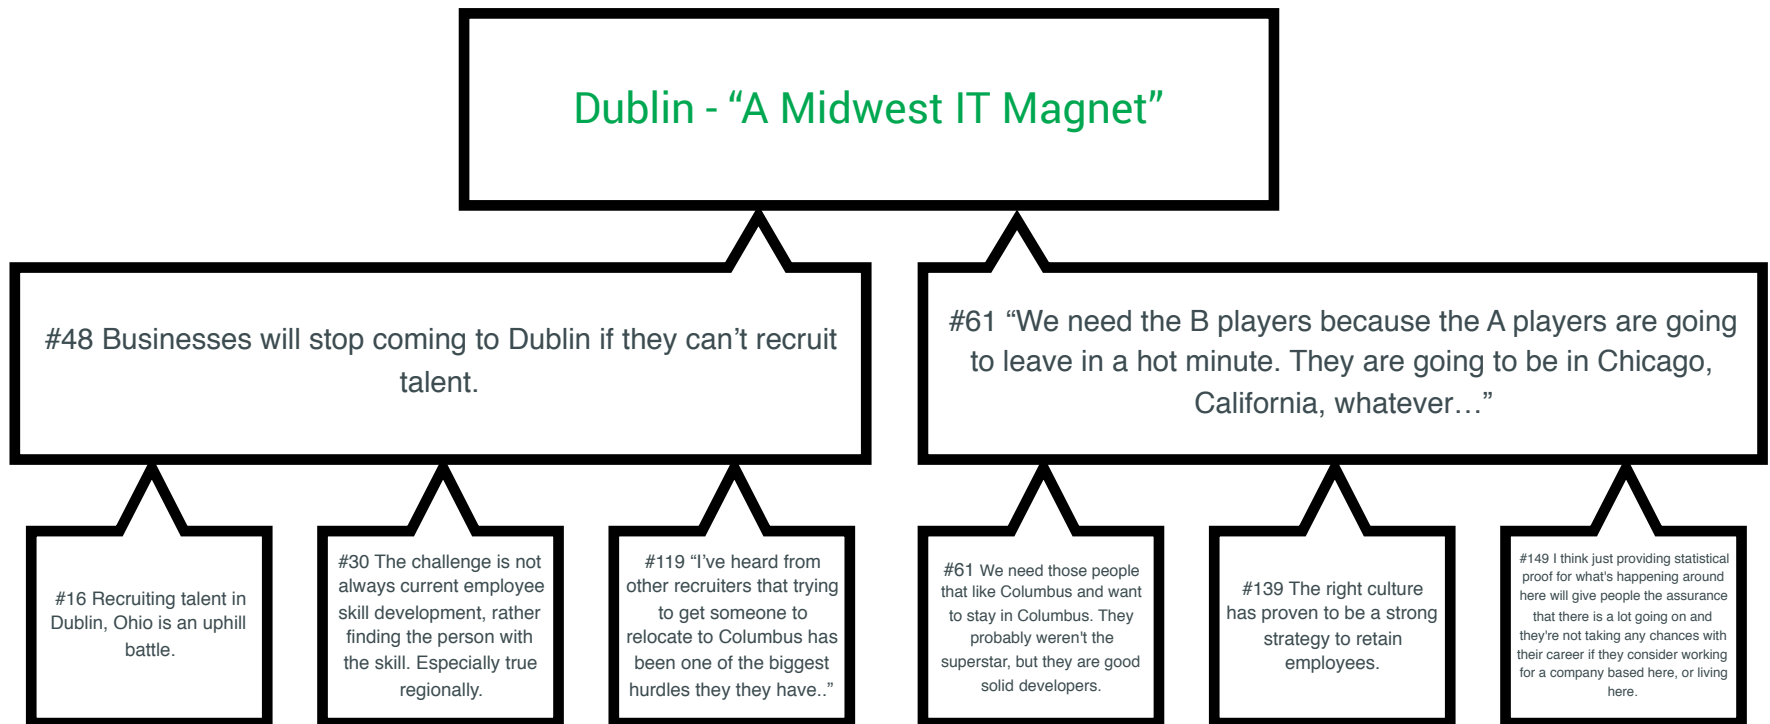 Dublin - “A Midwest IT Magnet”
#48 Businesses will stop coming to Dublin if they can’t recruit
talent.
#61 “We need the B players because the A players are going
to leave in a hot minute. They are going to be in Chicago,
California, whatever…”
#16 Recruiting talent in
Dublin, Ohio is an uphill
battle.
#30 The challenge is not
always current employee
skill development, rather
finding the person with
the skill. Especially true
regionally.
#119 “I’ve heard from
other recruiters that trying
to get someone to
relocate to Columbus has
been one of the biggest
hurdles they they have..”
#61 We need those people
that like Columbus and want
to stay in Columbus. They
probably weren't the
superstar, but they are good
solid developers.
#139 The right culture
has proven to be a strong
strategy to retain
employees.
#149 I think just providing statistical
proof for what's happening around
here will give people the assurance
that there is a lot going on and
they're not taking any chances with
their career if they consider working
for a company based here, or living
here.